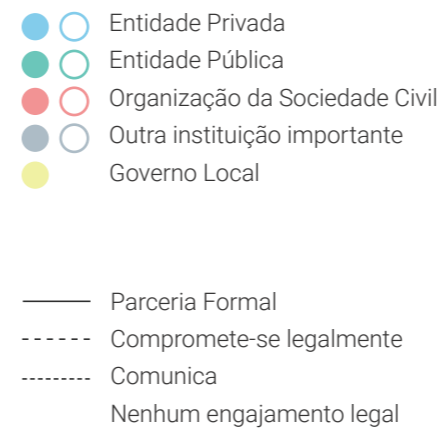 Entidade Privada
Entidade Pública
Organização da Sociedade Civil
Outra instituição importante
Governo Local
Parceria Formal
Compromete-se legalmente
Comunica
Nenhum engajamento legal